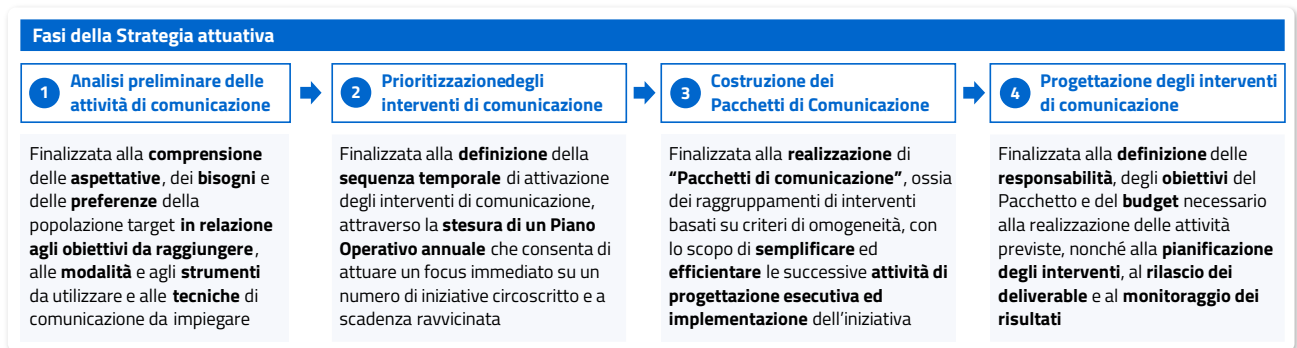 Fasi della Strategia attuativa
1
Analisi preliminare delle
attività di comunicazione
2
Prioritizzazionedegli
interventi di comunicazione
3
Costruzione dei
Pacchetti di Comunicazione
4
Progettazione degli interventi
di comunicazione
Finalizzata alla comprensione
delle aspettative, dei bisogni e
delle preferenze della
popolazione target in relazione
agli obiettivi da raggiungere,
alle modalità e agli strumenti
da utilizzare e alle tecniche di
comunicazione da impiegare
Finalizzata alla definizione della
sequenza temporale di attivazione
degli interventi di comunicazione,
attraverso la stesura di un Piano
Operativo annuale che consenta di
attuare un focus immediato su un
numero di iniziative circoscritto e a
scadenza ravvicinata
Finalizzata alla realizzazione di
“Pacchetti di comunicazione”, ossia
dei raggruppamenti di interventi
basati su criteri di omogeneità, con
lo scopo di semplificare ed
efficientare le successive attività di
progettazione esecutiva ed
implementazione dell’iniziativa
Finalizzata alla definizione delle
responsabilità, degli obiettivi del
Pacchetto e del budget necessario
alla realizzazione delle attività
previste, nonché alla pianificazione
degli interventi, al rilascio dei
deliverable e al monitoraggio dei
risultati